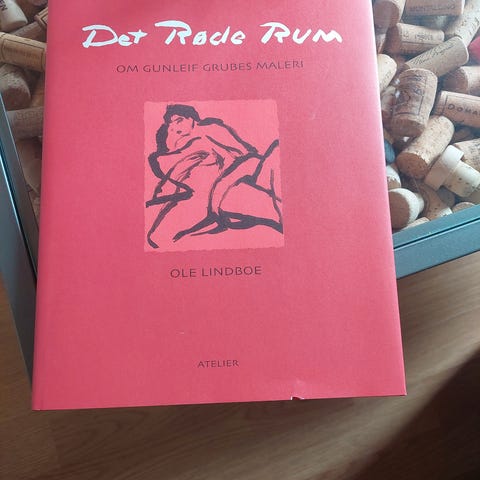 Det Røde Rum
OM GUNLEIF GRUBES MALERI
OLE LINDBOE
ATELIER